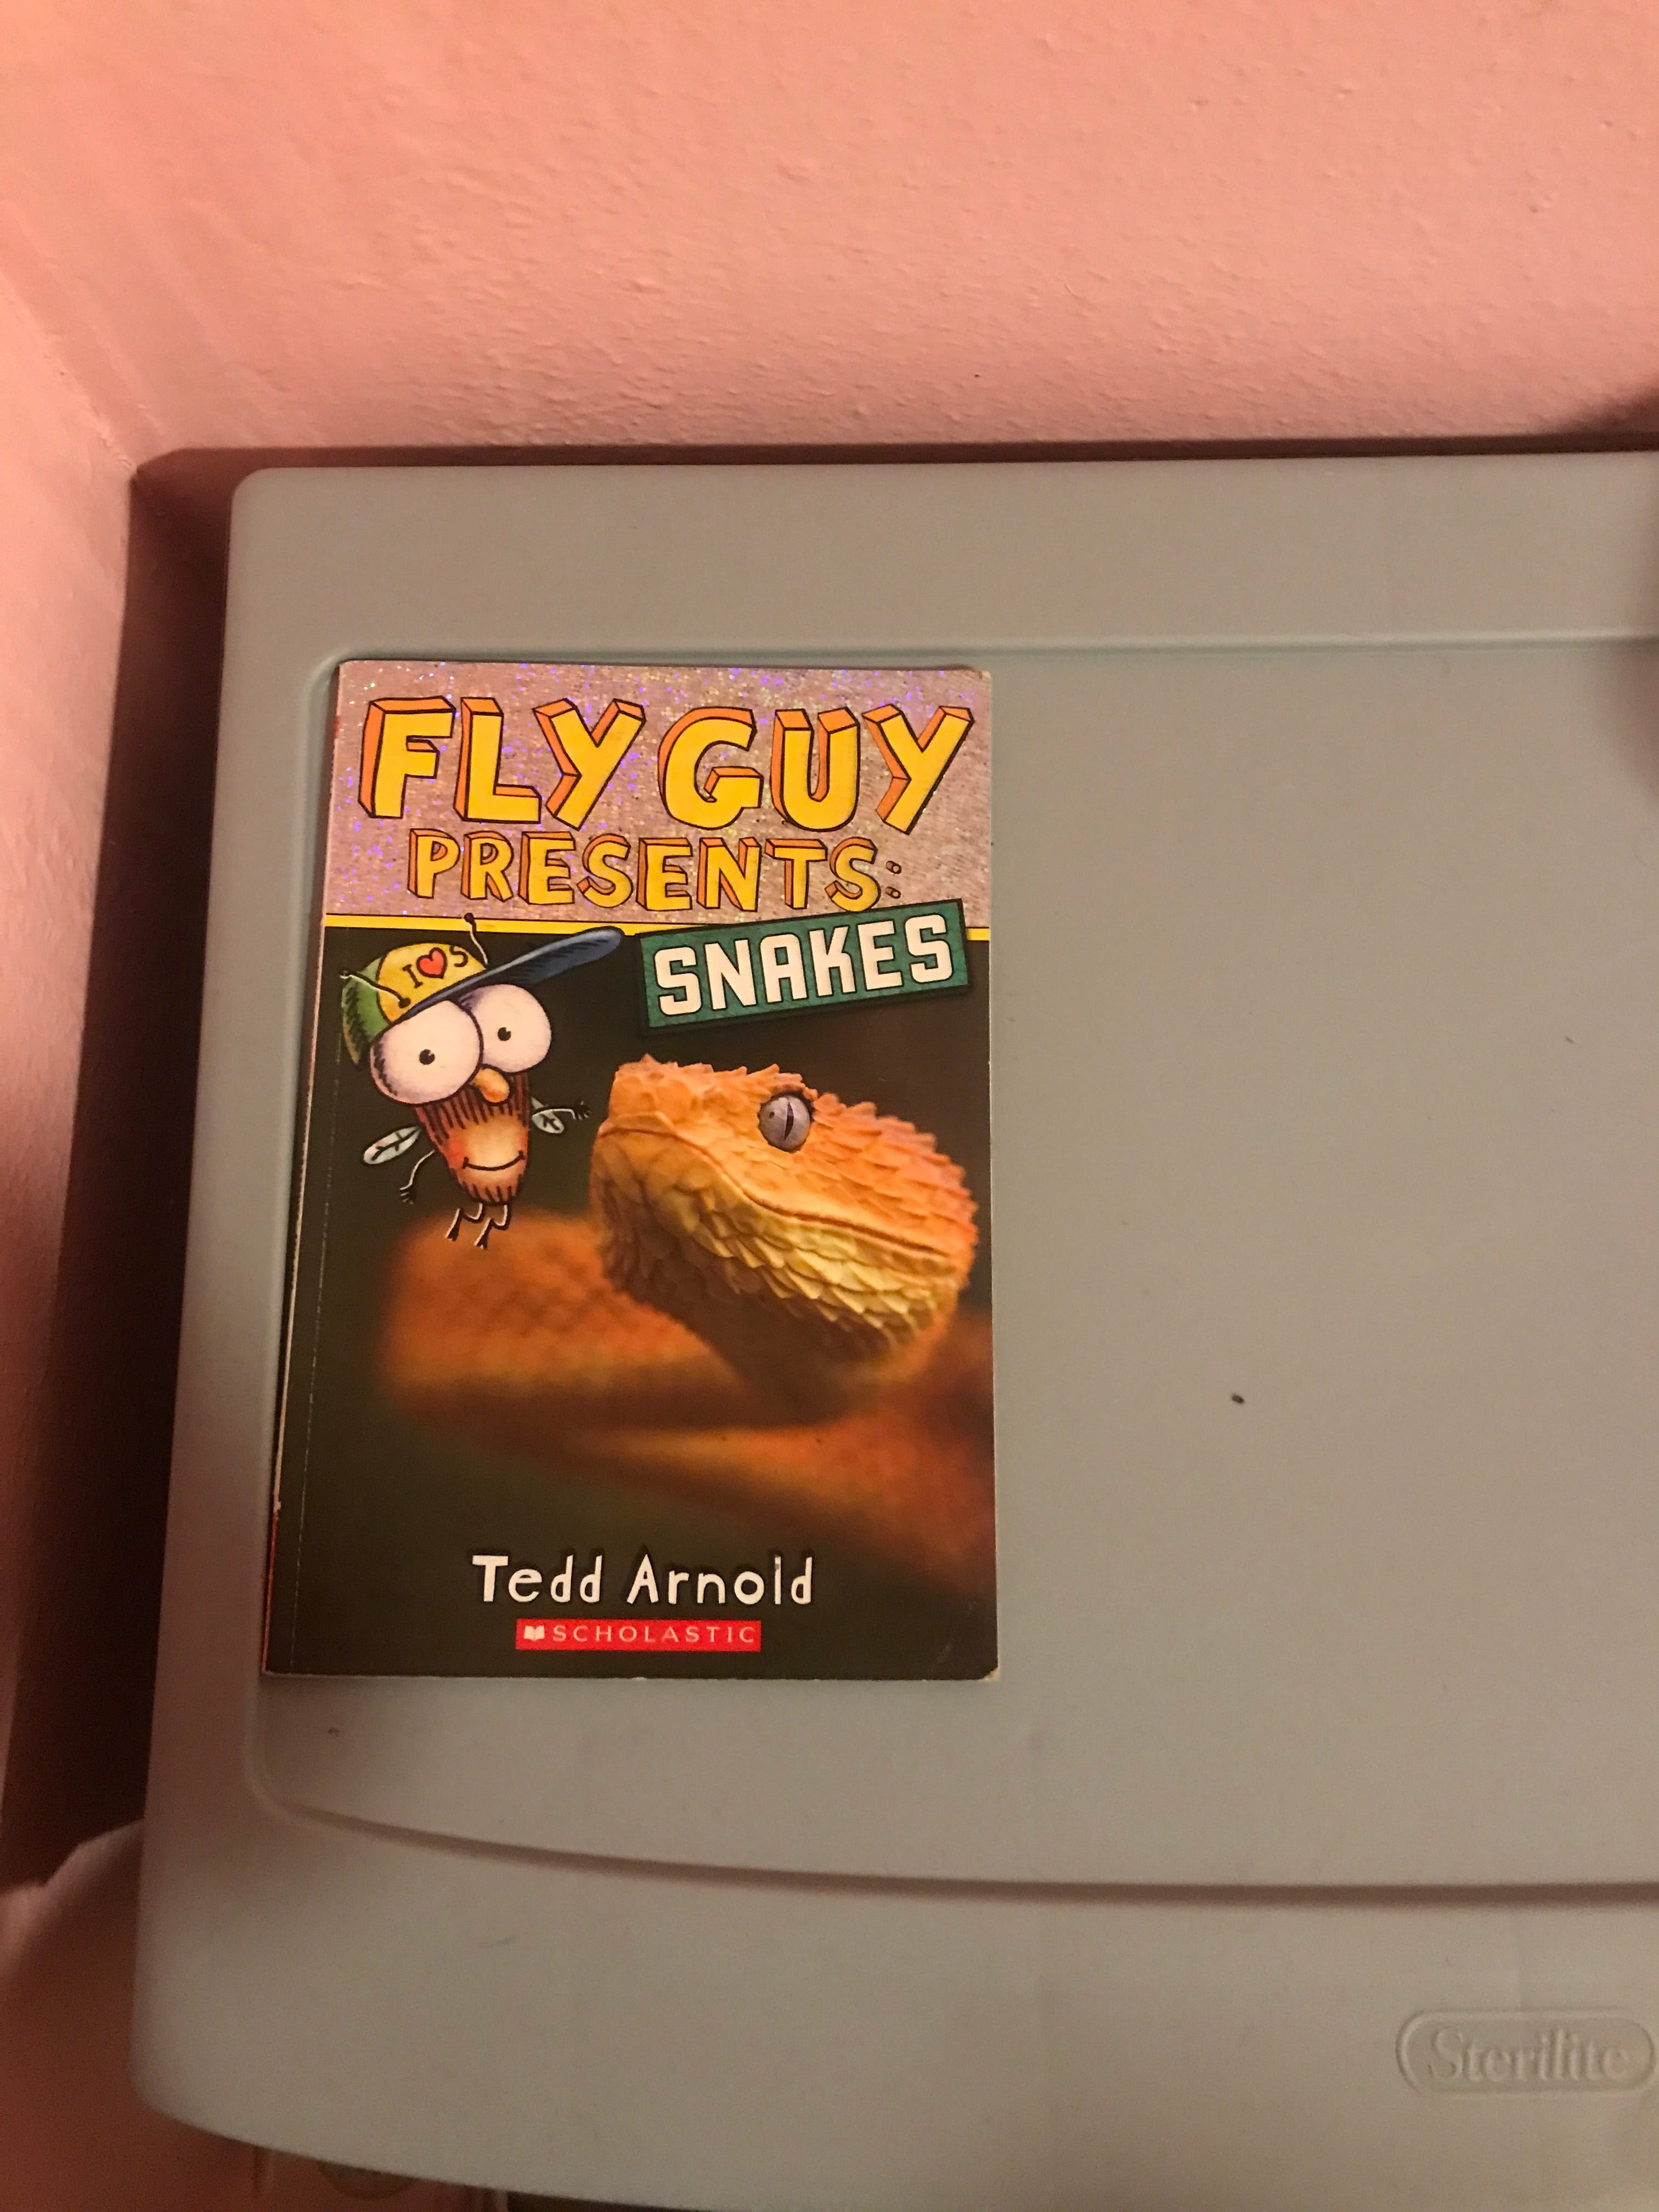 FLY GUY
PRESENTS:
SNAKES
I ❤ S
Tedd Arnold
SCHOLASTIC
Sterilite